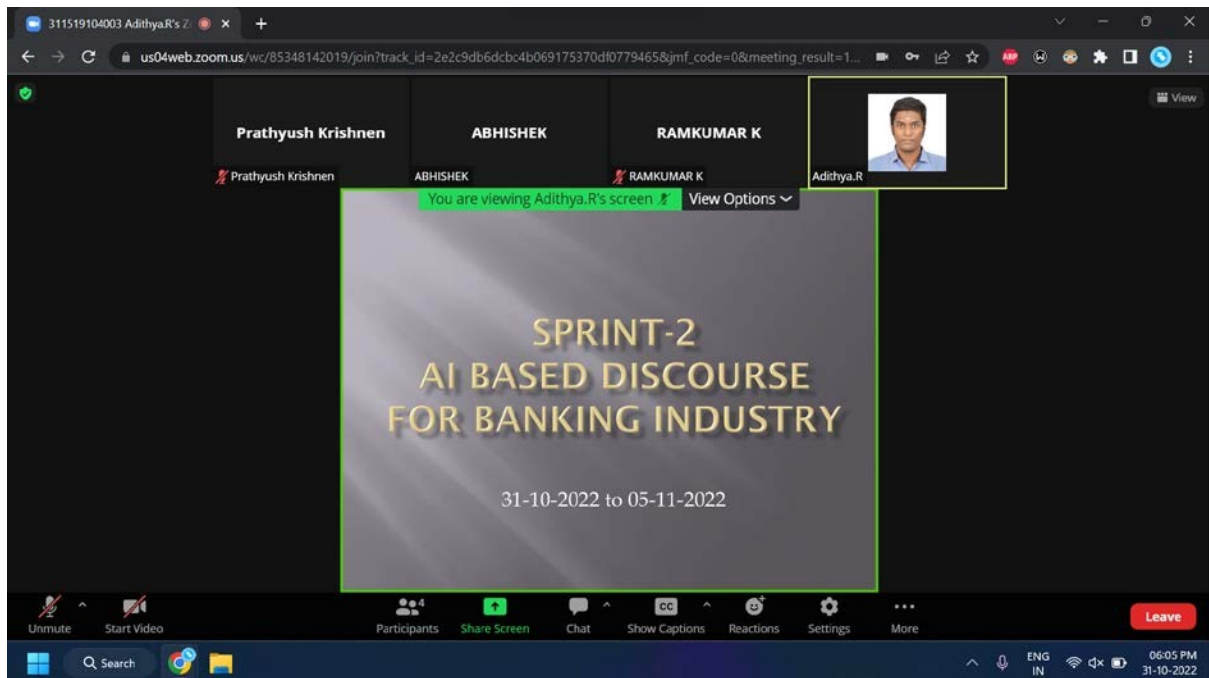 311519104003 Adithya.R's Z
us04web.zoom.us/wc/85348142019/join?track_id=2e2c9db6dcbc4b069175370df0779465&jmf_code=0&meeting_result=1...
ABP
View
Prathyush Krishnen
ABHISHEK
RAMKUMAR K
Prathyush Krishnen
ABHISHEK
RAMKUMAR K
Adithya.R
You are viewing Adithya.R's screen
View Options
SPRINT-2
AI BASED DISCOURSE
FOR BANKING INDUSTRY
31-10-2022 to 05-11-2022
Unmute
Start Video
4
Participants
Share Screen
Chat
CC
Show Captions
Reactions
Settings
More
Leave
Search
ENG
IN
06:05 PM
31-10-2022